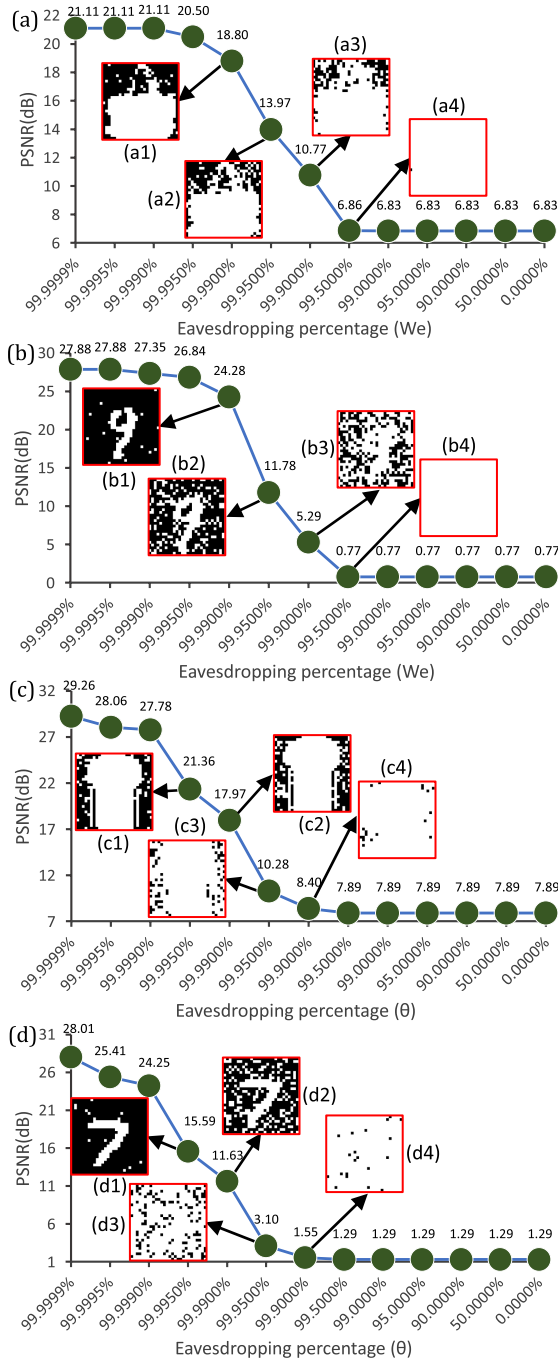 (a)
PSNR(dB)
22
20
18
16
14
12
10
8
6
21.11 21.11 21.11 20.50
18.80
13.97
10.77
6.86 6.83 6.83 6.83 6.83 6.83
(a1)
(a2)
(a3)
(a4)
99.9999% 99.9995% 99.9990% 99.9950% 99.9900% 99.9500% 99.9000% 99.5000% 99.0000% 95.0000% 90.0000% 50.0000% 0.0000%
Eavesdropping percentage (We)
(b)
PSNR(dB)
30
25
20
15
10
5
0
27.88 27.88 27.35 26.84
24.28
11.78
5.29
0.77 0.77 0.77 0.77 0.77 0.77
(b1)
(b2)
(b3)
(b4)
99.9999% 99.9995% 99.9990% 99.9950% 99.9900% 99.9500% 99.9000% 99.5000% 99.0000% 95.0000% 90.0000% 50.0000% 0.0000%
Eavesdropping percentage (We)
(c)
PSNR(dB)
32
27
22
17
12
7
29.26 28.06 27.78
21.36
17.97
10.28
8.40 7.89 7.89 7.89 7.89 7.89 7.89
(c1)
(c3)
(c2)
(c4)
99.9999% 99.9995% 99.9990% 99.9950% 99.9900% 99.9500% 99.9000% 99.5000% 99.0000% 95.0000% 90.0000% 50.0000% 0.0000%
Eavesdropping percentage (θ)
(d)
PSNR(dB)
31
26
21
16
11
6
1
28.01
25.41 24.25
15.59
11.63
3.10
1.55 1.29 1.29 1.29 1.29 1.29 1.29
(d1)
(d3)
(d2)
(d4)
99.9999% 99.9995% 99.9990% 99.9950% 99.9900% 99.9500% 99.9000% 99.5000% 99.0000% 95.0000% 90.0000% 50.0000% 0.0000%
Eavesdropping percentage (θ)